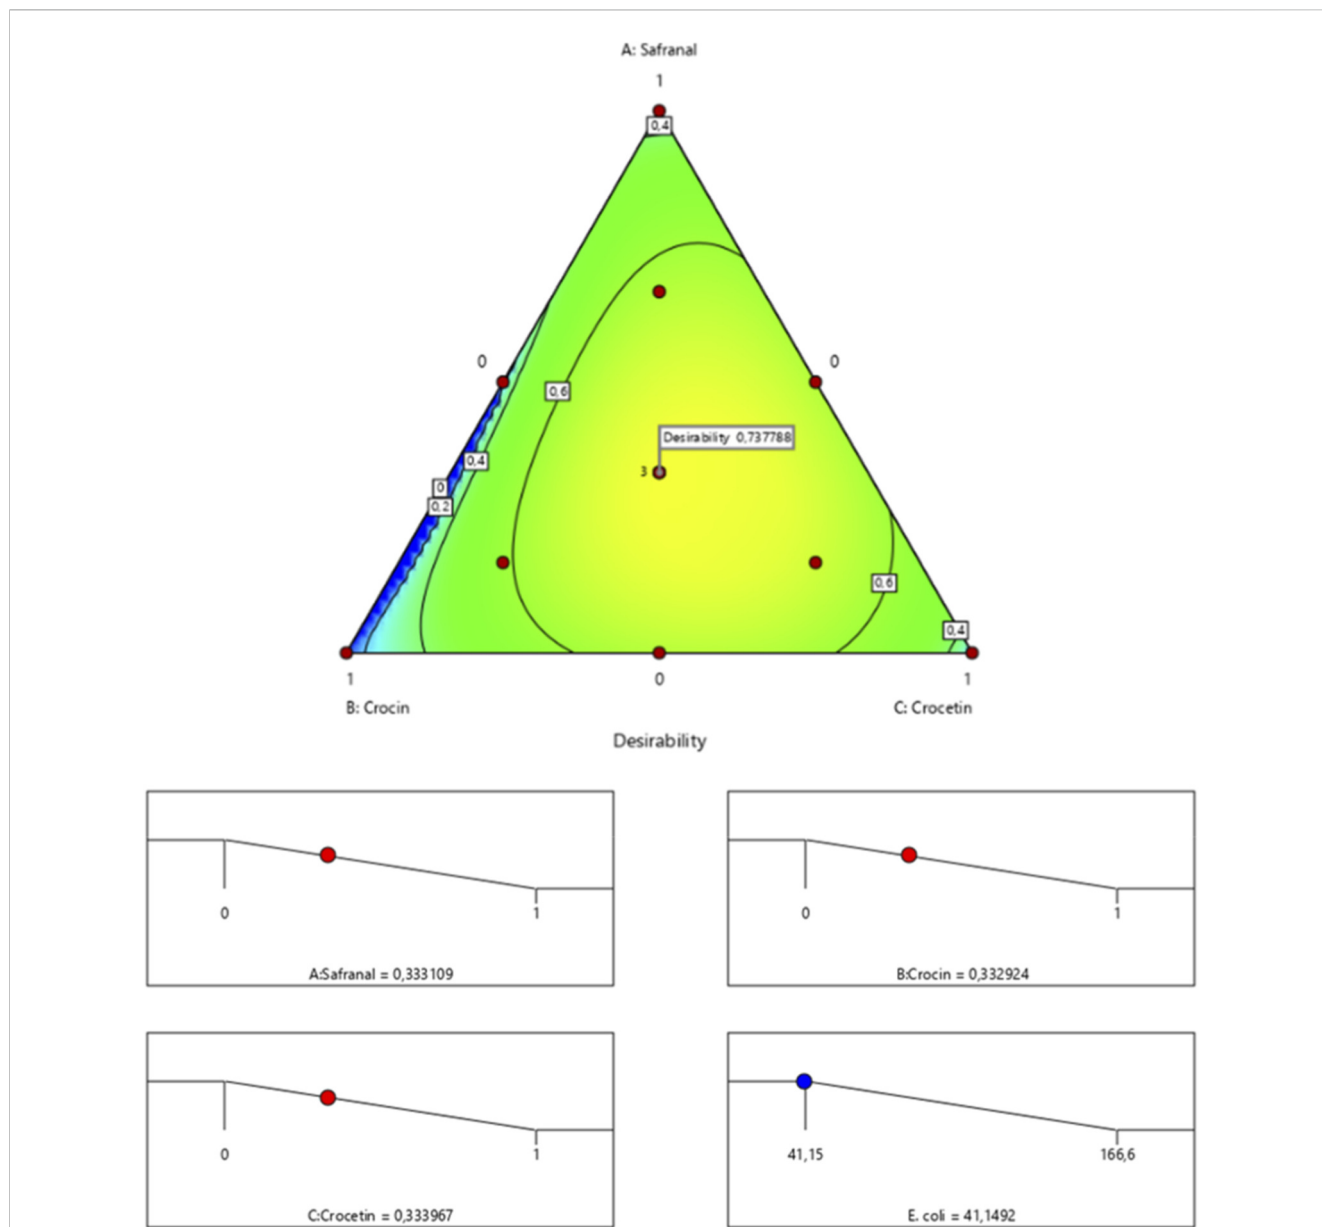 A: Safranal
1
0,4
0
0
0,6
Desirability 0,737788
0,4
3
0
0,2
0,6
0,4
1
0
1
B: Crocin
C: Crocetin
Desirability
0
1
A:Safranal = 0,333109
0
1
B:Crocin = 0,332924
0
1
C:Crocetin = 0,333967
41,15
166,6
E. coli = 41,1492